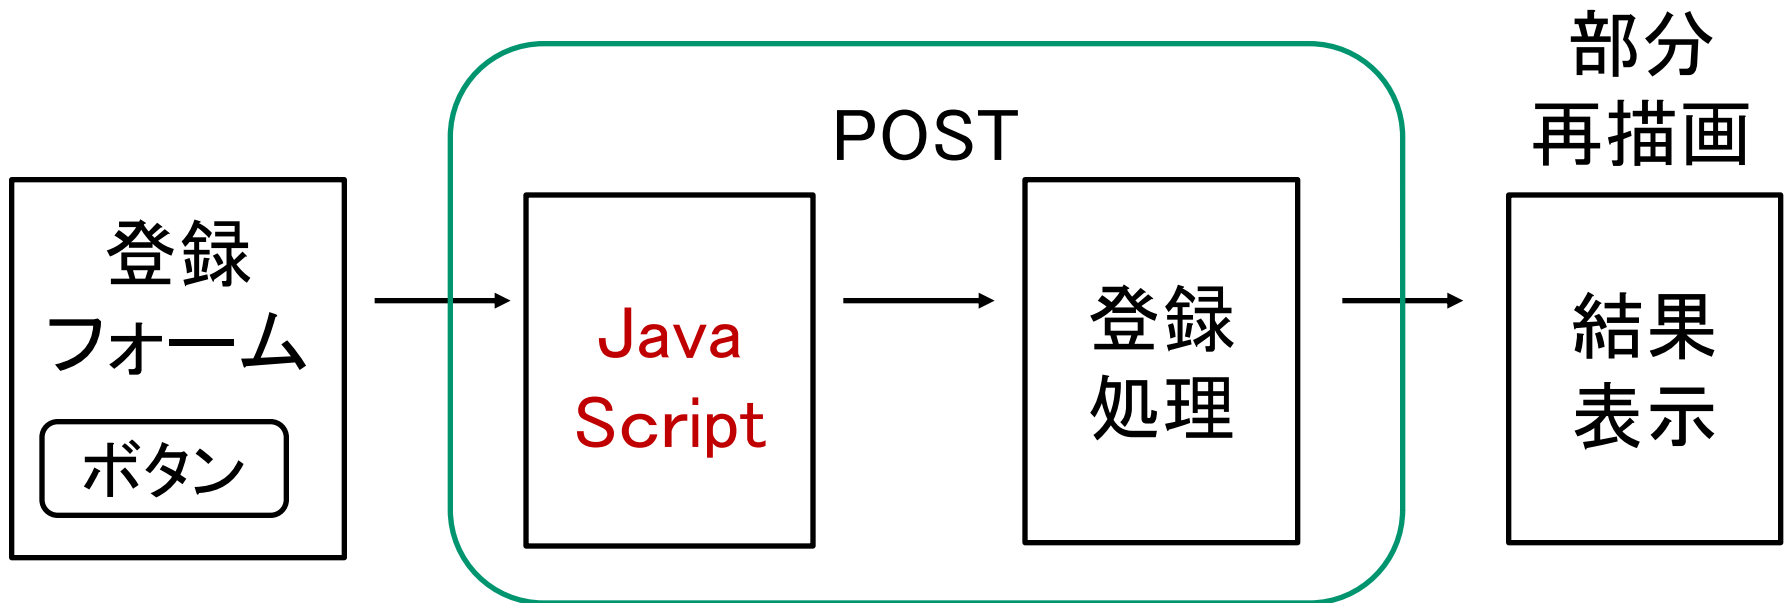 登録
フォーム
ボタン
POST
Java
Script
登録
処理
部分
再描画
結果
表示